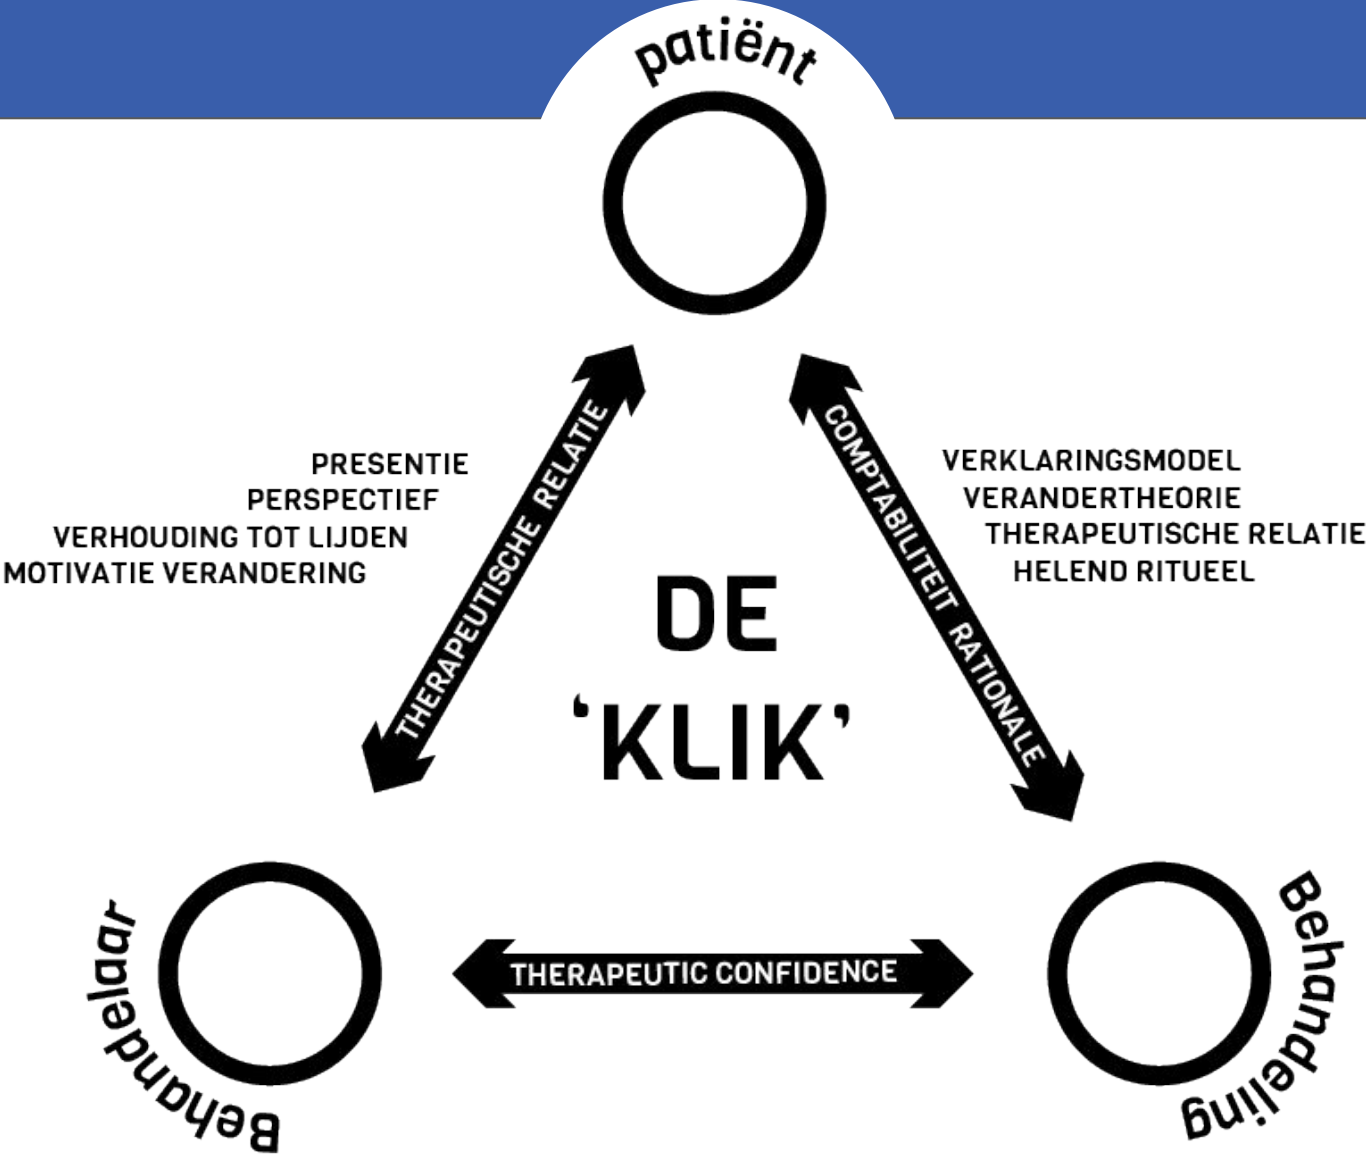 patiënt
THERAPEUTISCHE RELATIE
COMPTABILITEIT RATIONALE
PRESENTIE
PERSPECTIEF
VERHOUDING TOT LIJDEN
MOTIVATIE VERANDERING
VERKLARINGSMODEL
VERANDERTHEORIE
THERAPEUTISCHE RELATIE
HELEND RITUEEL
DE
‘KLIK’
Behandelaar
THERAPEUTIC CONFIDENCE
Behandeling